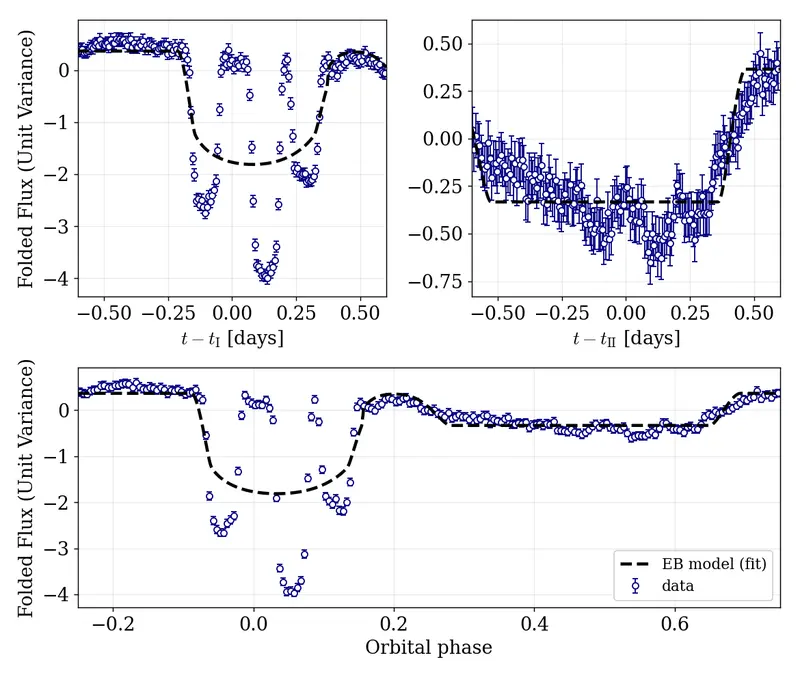 Folded Flux (Unit Variance)
0
−1
−2
−3
−4
−0.50 −0.25 0.00 0.25 0.50
t − tI [days]
0.50
0.25
0.00
−0.25
−0.50
−0.75
−0.50 −0.25 0.00 0.25 0.50
t − tII [days]
Folded Flux (Unit Variance)
0
−1
−2
−3
−4
EB model (fit)
data
−0.2 0.0 0.2 0.4 0.6
Orbital phase